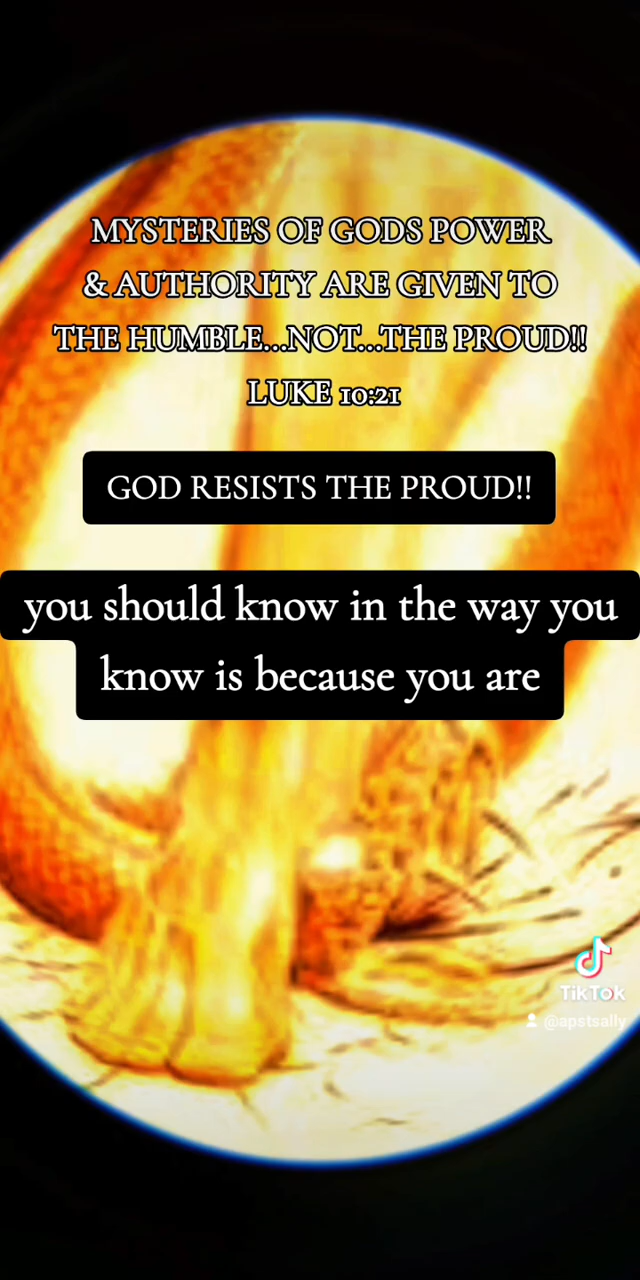 MYSTERIES OF GODS POWER
& AUTHORITY ARE GIVEN TO
THE HUMBLE...NOT...THE PROUD!!
LUKE 10:21
GOD RESISTS THE PROUD!!
you should know in the way you
know is because you are
TikTok
@apstsally